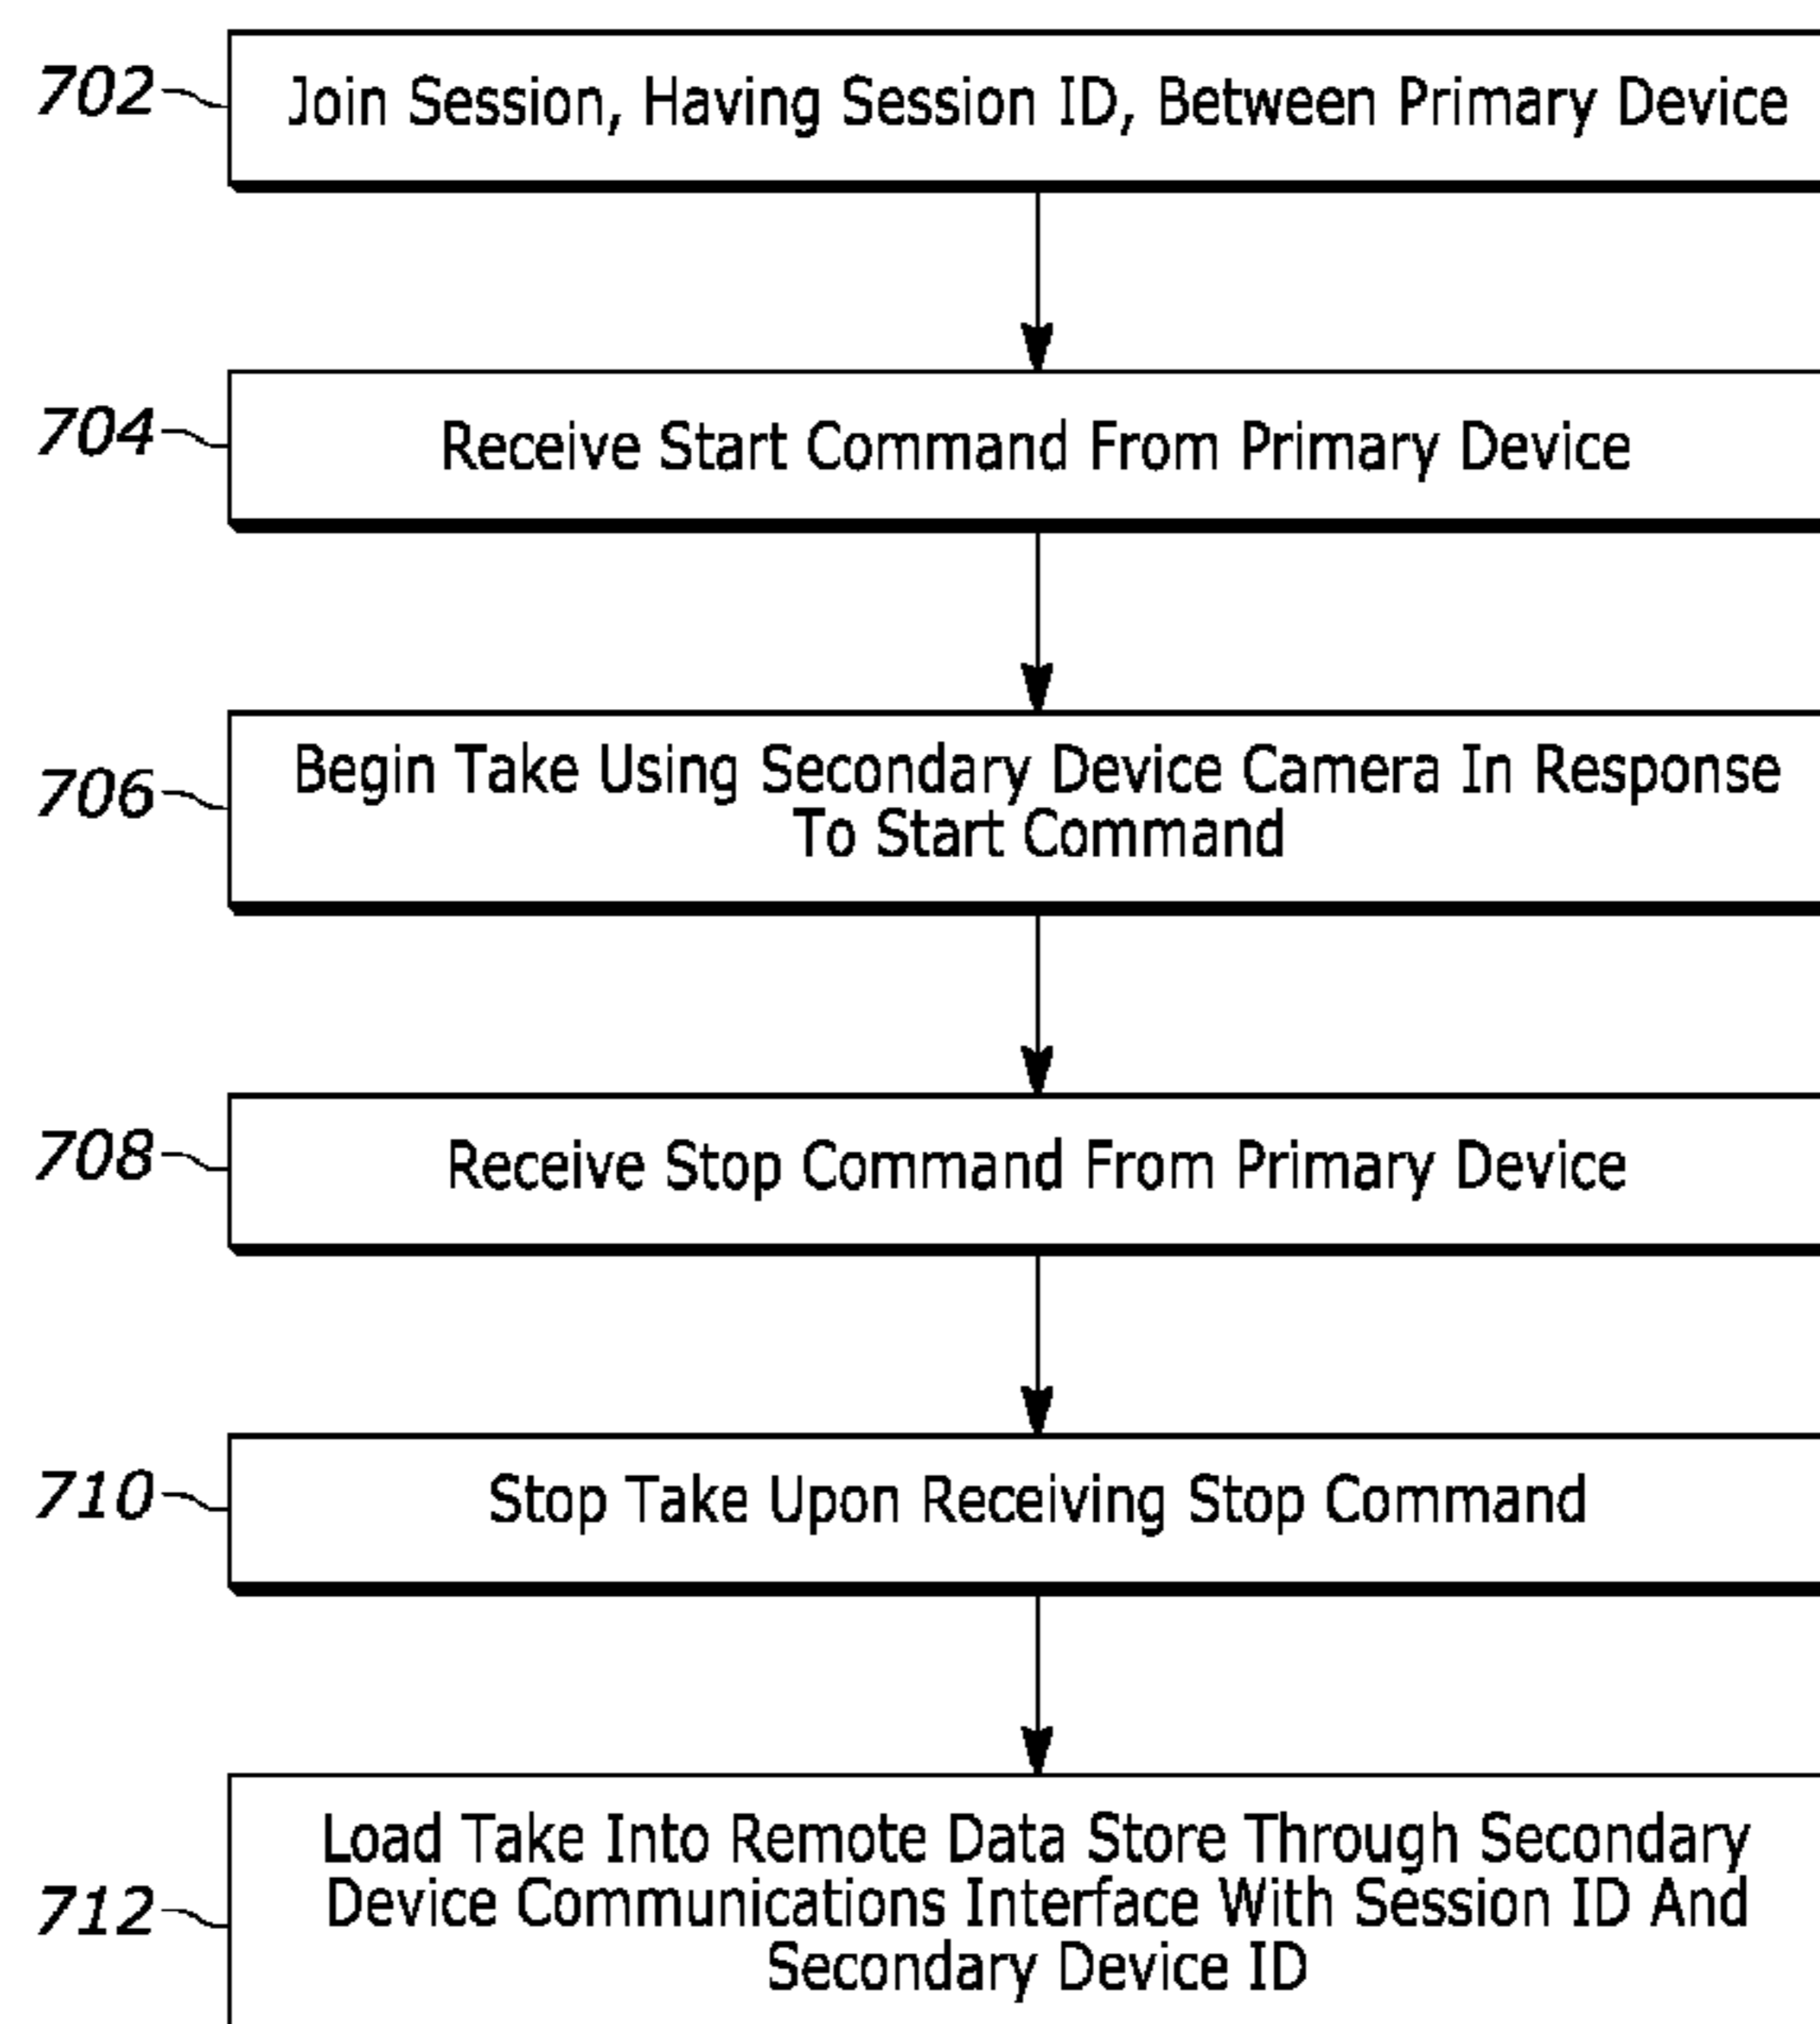 702
Join Session, Having Session ID, Between Primary Device
704
Receive Start Command From Primary Device
706
Begin Take Using Secondary Device Camera In Response
To Start Command
708
Receive Stop Command From Primary Device
710
Stop Take Upon Receiving Stop Command
712
Load Take Into Remote Data Store Through Secondary
Device Communications Interface With Session ID And
Secondary Device ID